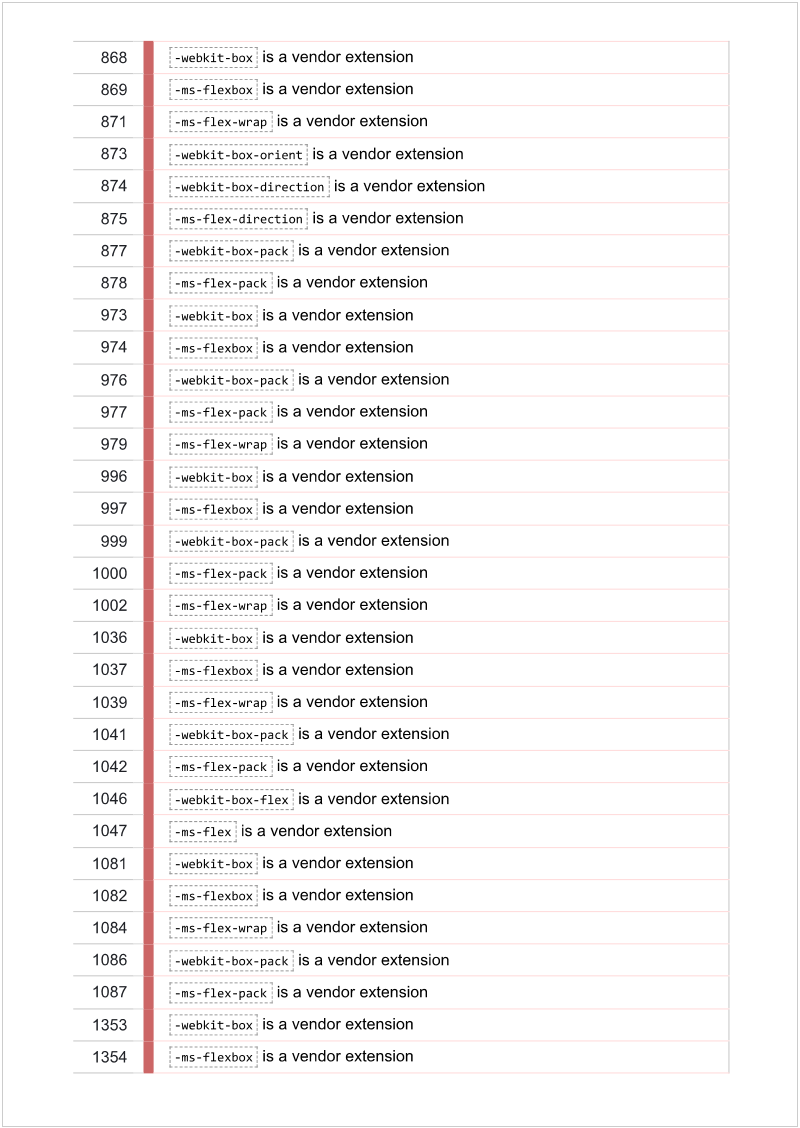 868 -webkit-box is a vendor extension
869 -ms-flexbox is a vendor extension
871 -ms-flex-wrap is a vendor extension
873 -webkit-box-orient is a vendor extension
874 -webkit-box-direction is a vendor extension
875 -ms-flex-direction is a vendor extension
877 -webkit-box-pack is a vendor extension
878 -ms-flex-pack is a vendor extension
973 -webkit-box is a vendor extension
974 -ms-flexbox is a vendor extension
976 -webkit-box-pack is a vendor extension
977 -ms-flex-pack is a vendor extension
979 -ms-flex-wrap is a vendor extension
996 -webkit-box is a vendor extension
997 -ms-flexbox is a vendor extension
999 -webkit-box-pack is a vendor extension
1000 -ms-flex-pack is a vendor extension
1002 -ms-flex-wrap is a vendor extension
1036 -webkit-box is a vendor extension
1037 -ms-flexbox is a vendor extension
1039 -ms-flex-wrap is a vendor extension
1041 -webkit-box-pack is a vendor extension
1042 -ms-flex-pack is a vendor extension
1046 -webkit-box-flex is a vendor extension
1047 -ms-flex is a vendor extension
1081 -webkit-box is a vendor extension
1082 -ms-flexbox is a vendor extension
1084 -ms-flex-wrap is a vendor extension
1086 -webkit-box-pack is a vendor extension
1087 -ms-flex-pack is a vendor extension
1353 -webkit-box is a vendor extension
1354 -ms-flexbox is a vendor extension